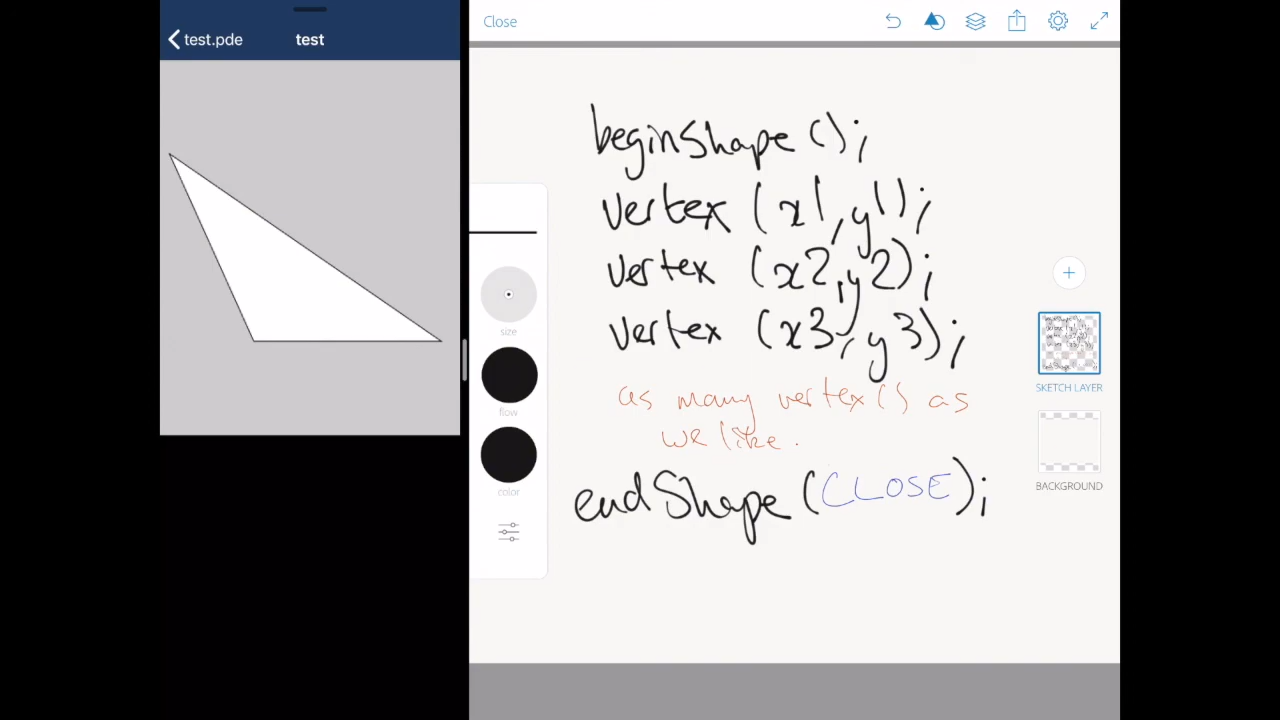 test.pde
test
Close
beginShape();
vertex (x1,y1);
vertex (x2,y2);
vertex (x3,y3);
as many vertex() as
we like.
endShape(CLOSE);
size
flow
color
SKETCH LAYER
BACKGROUND